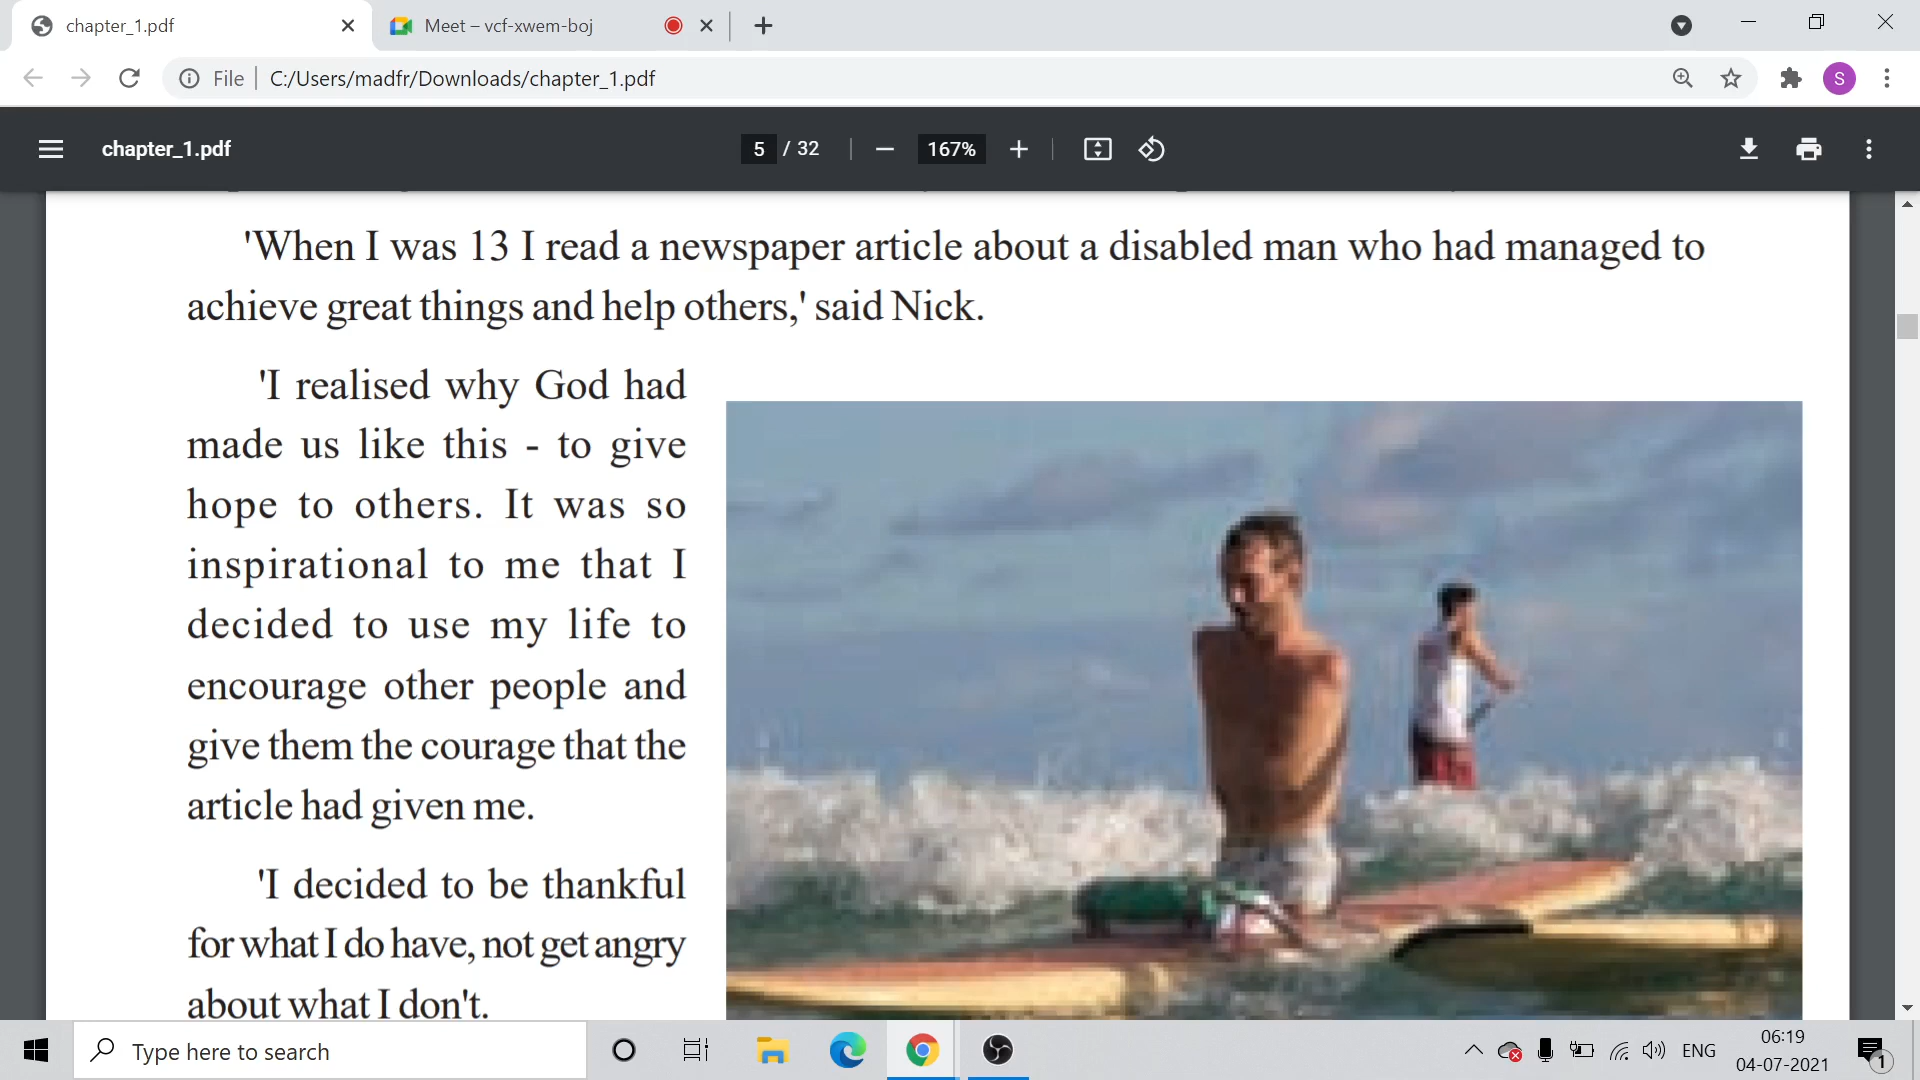 chapter_1.pdf
Meet – vcf-xwem-boj
File
C:/Users/madfr/Downloads/chapter_1.pdf
S
chapter_1.pdf
5 / 32
167%
'When I was 13 I read a newspaper article about a disabled man who had managed to
achieve great things and help others,' said Nick.
'I realised why God had
made us like this - to give
hope to others. It was so
inspirational to me that I
decided to use my life to
encourage other people and
give them the courage that the
article had given me.
'I decided to be thankful
for what I do have, not get angry
about what I don't.
Type here to search
ENG
06:19
04-07-2021
1